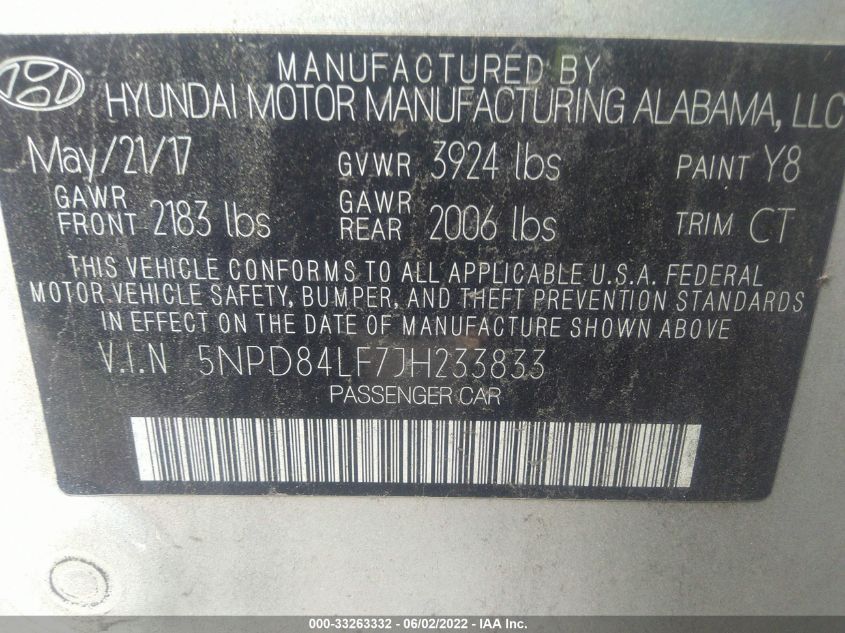 MANUFACTURED BY
HYUNDAI MOTOR MANUFACTURING ALABAMA, LLC
May/21/17 GVWR 3924 lbs PAINT Y8
GAWR FRONT 2183 lbs GAWR REAR 2006 lbs TRIM CT
THIS VEHICLE CONFORMS TO ALL APPLICABLE U.S.A. FEDERAL
MOTOR VEHICLE SAFETY, BUMPER, AND THEFT PREVENTION STANDARDS
IN EFFECT ON THE DATE OF MANUFACTURE SHOWN ABOVE
V.I.N 5NPD84LF7JH233833
PASSENGER CAR
000-33263332 - 06/02/2022 - IAA Inc.